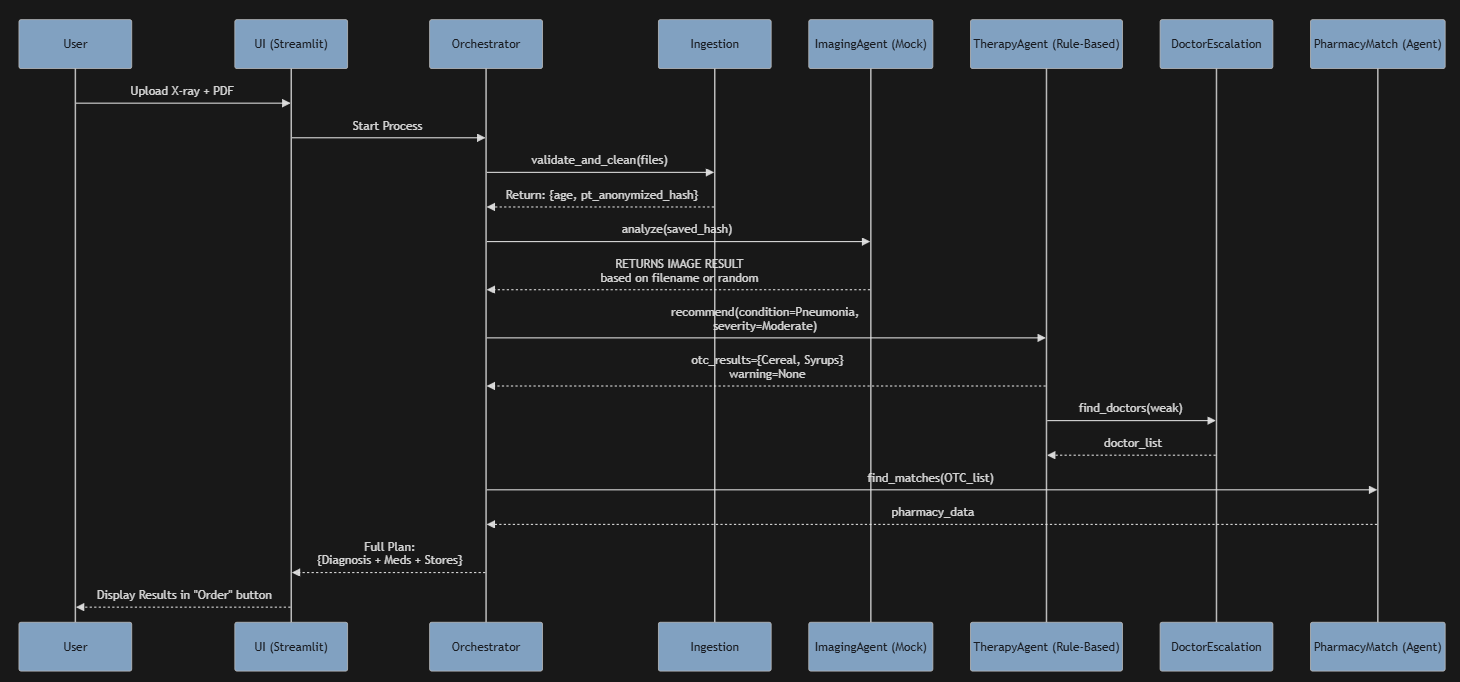 User
UI (Streamlit)
Orchestrator
Ingestion
ImagingAgent (Mock)
TherapyAgent (Rule-Based)
DoctorEscalation
PharmacyMatch (Agent)
Upload X-ray + PDF
Start Process
validate_and_clean(files)
Return: {age, pt_anonymized_hash}
analyze(saved_hash)
RETURNS IMAGE RESULT
based on filename or random
recommend(condition=Pneumonia,
severity=Moderate)
otc_results={Cereal, Syrups}
warning=None
find_doctors(weak)
doctor_list
find_matches(OTC_list)
pharmacy_data
Full Plan:
{Diagnosis + Meds + Stores}
Display Results in "Order" button
User
UI (Streamlit)
Orchestrator
Ingestion
ImagingAgent (Mock)
TherapyAgent (Rule-Based)
DoctorEscalation
PharmacyMatch (Agent)